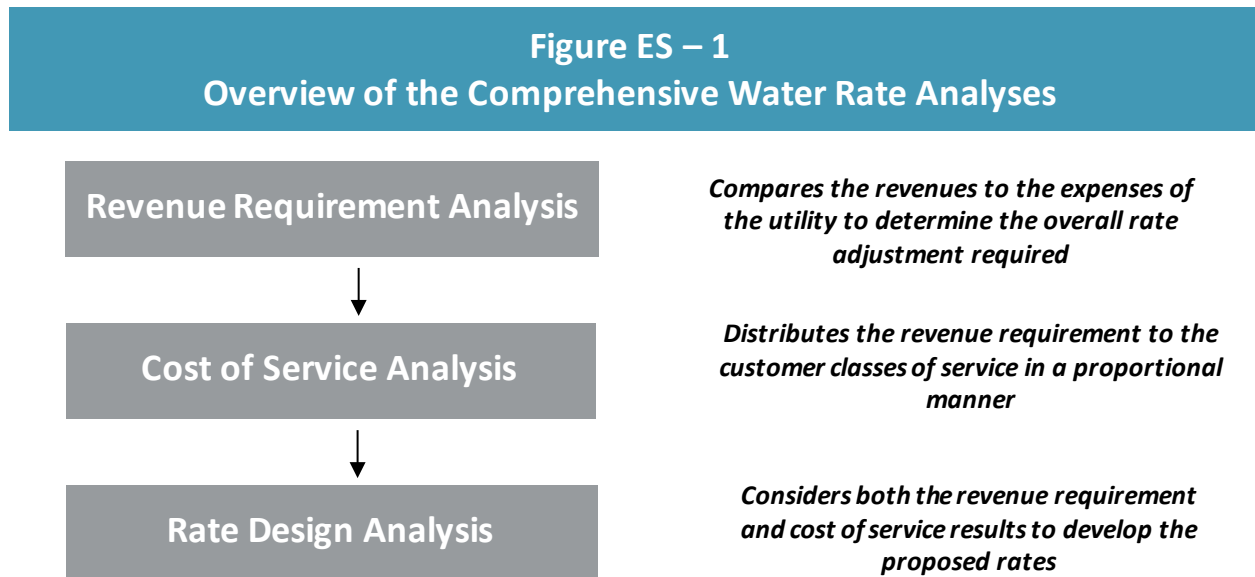 Figure ES – 1
Overview of the Comprehensive Water Rate Analyses
Revenue Requirement Analysis
Compares the revenues to the expenses of
the utility to determine the overall rate
adjustment required
Cost of Service Analysis
Distributes the revenue requirement to the
customer classes of service in a proportional
manner
Rate Design Analysis
Considers both the revenue requirement
and cost of service results to develop the
proposed rates